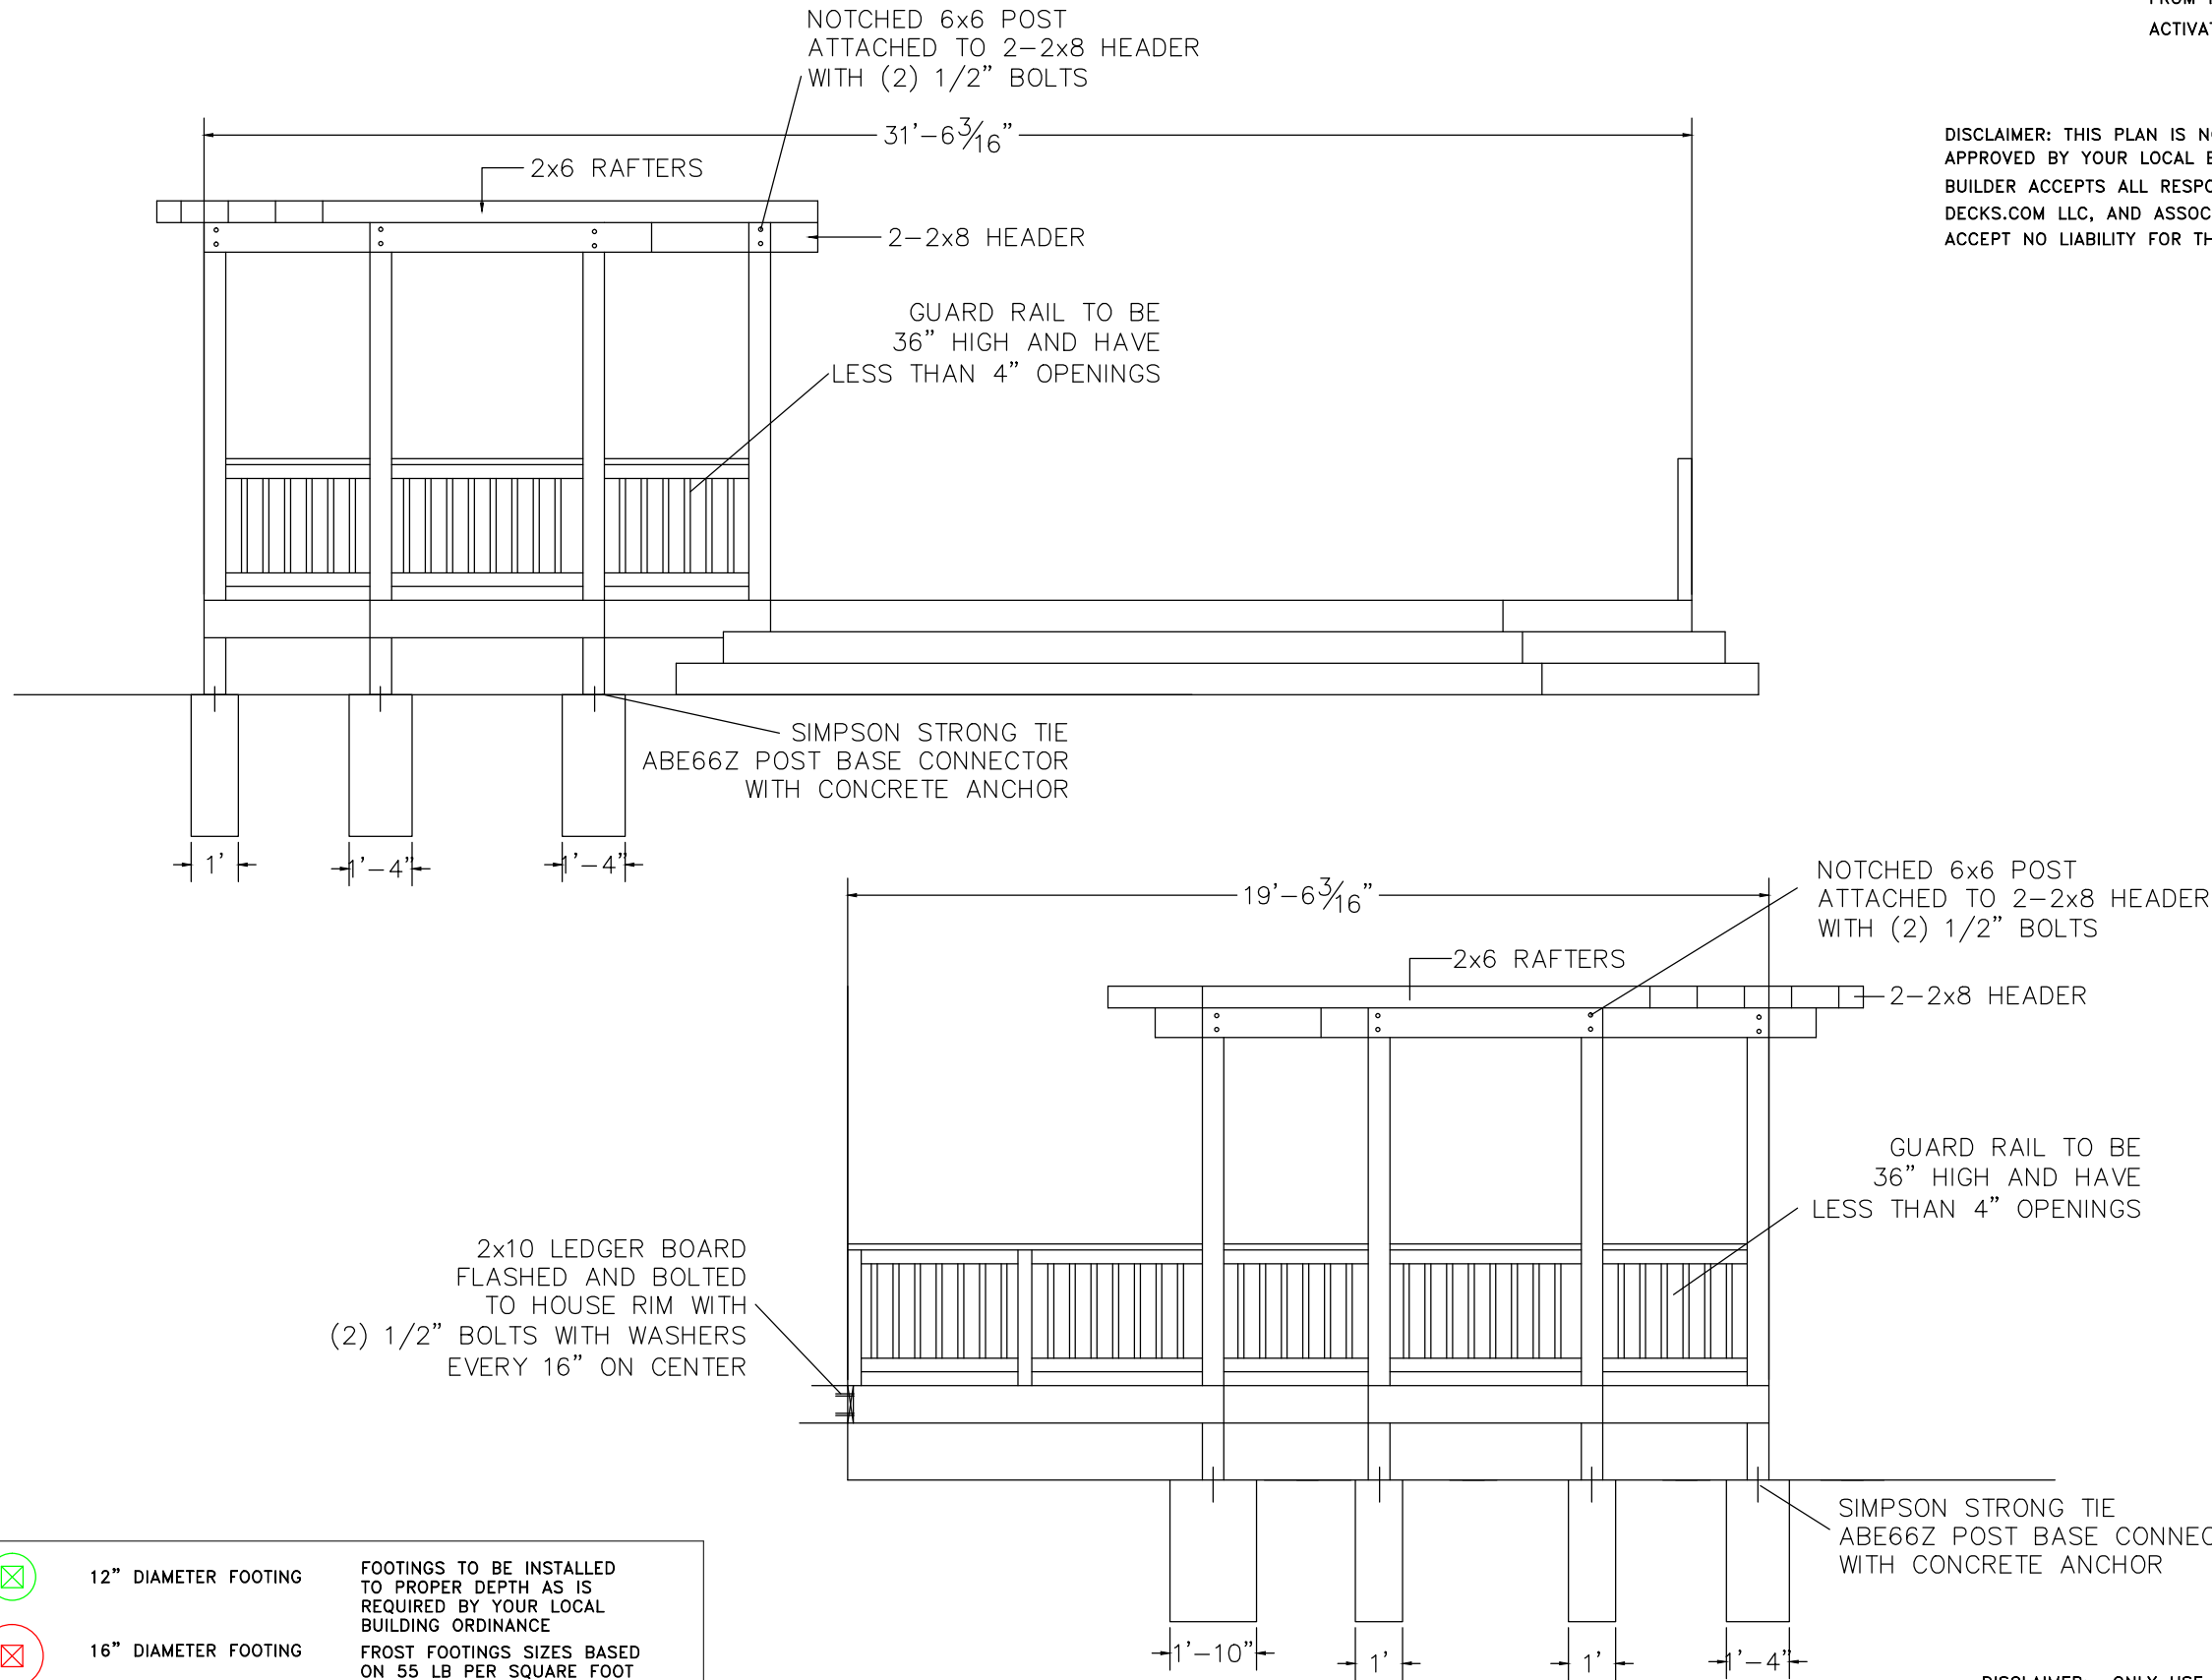 ACTIVAT
NOTCHED 6x6 POST
ATTACHED TO 2-2x8 HEADER
WITH (2) 1/2" BOLTS
31'-6 3/16"
2x6 RAFTERS
2-2x8 HEADER
GUARD RAIL TO BE
36" HIGH AND HAVE
LESS THAN 4" OPENINGS
DISCLAIMER: THIS PLAN IS N
APPROVED BY YOUR LOCAL
BUILDER ACCEPTS ALL RESPO
DECKS.COM LLC, AND ASSOC
ACCEPT NO LIABILITY FOR TH
SIMPSON STRONG TIE
ABE66Z POST BASE CONNECTOR
WITH CONCRETE ANCHOR
1'
1'-4"
1'-4"
19'-6 3/16"
NOTCHED 6x6 POST
ATTACHED TO 2-2x8 HEADER
WITH (2) 1/2" BOLTS
2x6 RAFTERS
2-2x8 HEADER
GUARD RAIL TO BE
36" HIGH AND HAVE
LESS THAN 4" OPENINGS
2x10 LEDGER BOARD
FLASHED AND BOLTED
TO HOUSE RIM WITH
(2) 1/2" BOLTS WITH WASHERS
EVERY 16" ON CENTER
SIMPSON STRONG TIE
ABE66Z POST BASE CONNEC
WITH CONCRETE ANCHOR
1'-10"
1'
1'
1'-4"
12" DIAMETER FOOTING
FOOTINGS TO BE INSTALLED
TO PROPER DEPTH AS IS
REQUIRED BY YOUR LOCAL
BUILDING ORDINANCE
16" DIAMETER FOOTING
FROST FOOTINGS SIZES BASED
ON 55 LB PER SQUARE FOOT
DISCLAIMER - ONLY USE